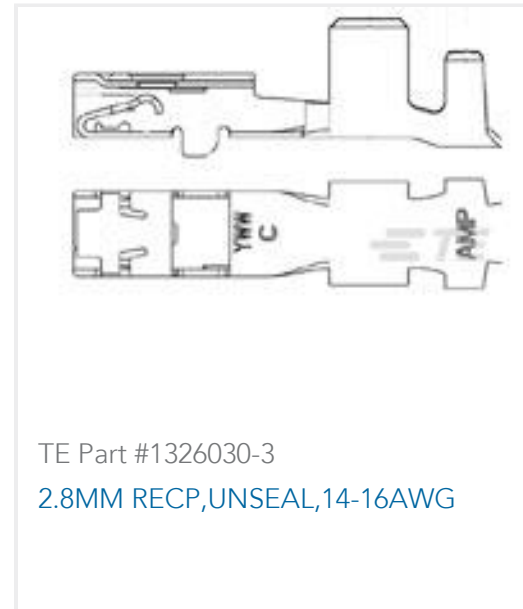 YWW
C
AMP
TE Part #1326030-3
2.8MM RECP,UNSEAL,14-16AWG